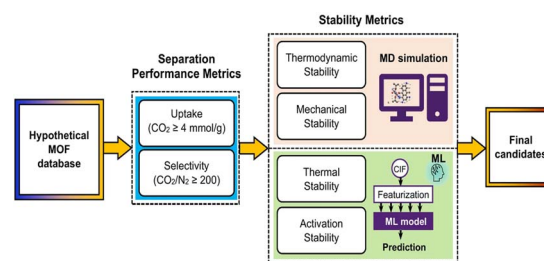 Stability Metrics
Separation
Performance Metrics
Hypothetical
MOF
database
Uptake
(CO₂ ≥ 4 mmol/g)
Selectivity
(CO₂/N₂ ≥ 200)
Thermodynamic
Stability
Mechanical
Stability
MD simulation
Thermal
Stability
Activation
Stability
ML
CIF
Featurization
ML model
Prediction
Final
candidates